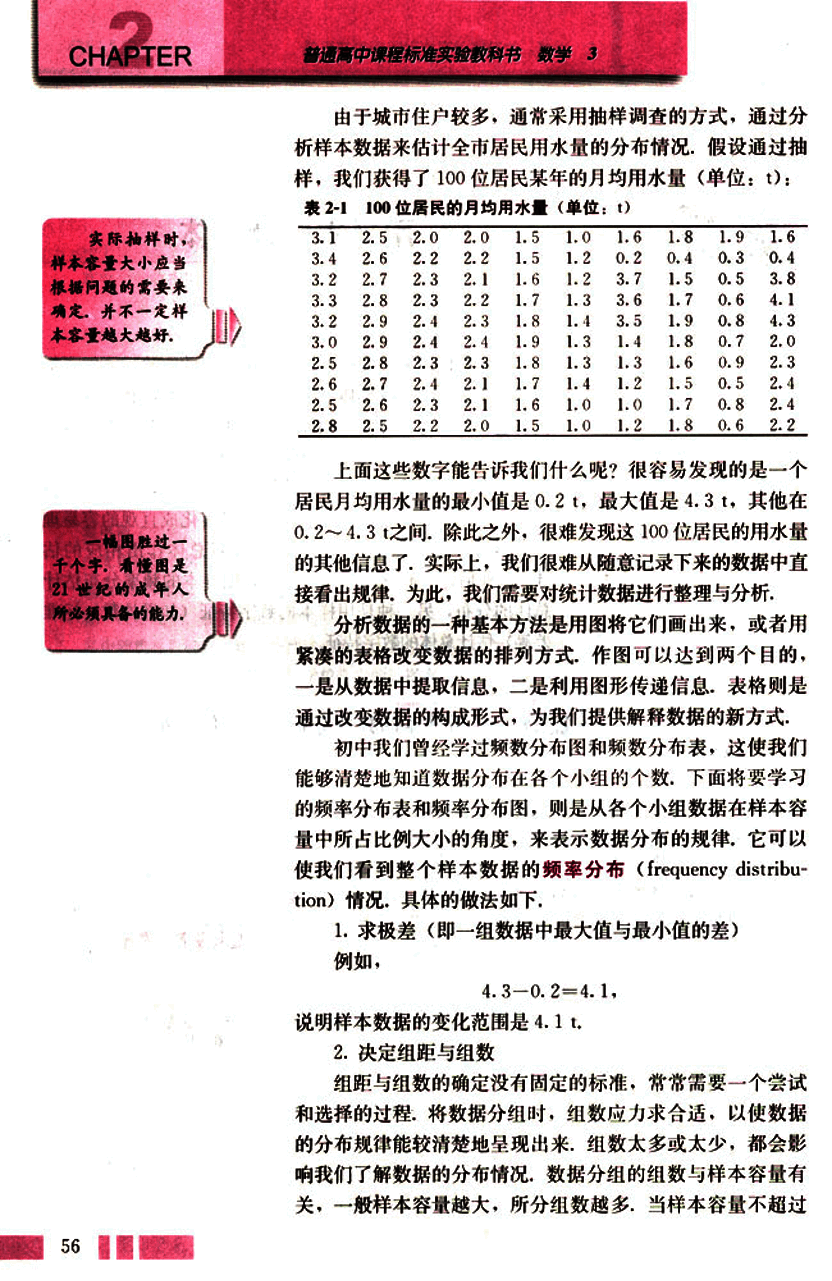 2
CHAPTER
普通高中课程标准实验教科书 数学 3
由于城市住户较多，通常采用抽样调查的方式，通过分
析样本数据来估计全市居民用水量的分布情况．假设通过抽
样，我们获得了 100 位居民某年的月均用水量（单位：t）：
表 2-1 100 位居民的月均用水量（单位：t）
3.1 2.5 2.0 2.0 1.5 1.0 1.6 1.8 1.9 1.6
3.4 2.6 2.2 2.2 1.5 1.2 0.2 0.4 0.3 0.4
3.2 2.7 2.3 2.1 1.6 1.2 3.7 1.5 0.5 3.8
3.3 2.8 2.3 2.2 1.7 1.3 3.6 1.7 0.6 4.1
3.2 2.9 2.4 2.3 1.8 1.4 3.5 1.9 0.8 4.3
3.0 2.9 2.4 2.4 1.9 1.3 1.4 1.8 0.7 2.0
2.5 2.8 2.3 2.3 1.8 1.3 1.3 1.6 0.9 2.3
2.6 2.7 2.4 2.1 1.7 1.4 1.2 1.5 0.5 2.4
2.5 2.6 2.3 2.1 1.6 1.0 1.0 1.7 0.8 2.4
2.8 2.5 2.2 2.0 1.5 1.0 1.2 1.8 0.6 2.2
实际抽样时，
样本容量大小应当
根据问题的需要来
确定．并不一定样
本容量越大越好．
上面这些数字能告诉我们什么呢？很容易发现的是一个
居民月均用水量的最小值是 0.2 t，最大值是 4.3 t，其他在
0.2～4.3 t之间．除此之外，很难发现这 100 位居民的用水量
的其他信息了．实际上，我们很难从随意记录下来的数据中直
接看出规律．为此，我们需要对统计数据进行整理与分析．
一幅图胜过一
千个字．看懂图是
21 世纪的成年人
所必须具备的能力．
分析数据的一种基本方法是用图将它们画出来，或者用
紧凑的表格改变数据的排列方式．作图可以达到两个目的，
一是从数据中提取信息，二是利用图形传递信息．表格则是
通过改变数据的构成形式，为我们提供解释数据的新方式．
初中我们曾经学过频数分布图和频数分布表，这使我们
能够清楚地知道数据分布在各个小组的个数．下面将要学习
的频率分布表和频率分布图，则是从各个小组数据在样本容
量中所占比例大小的角度，来表示数据分布的规律．它可以
使我们看到整个样本数据的频率分布（frequency distribu-
tion）情况．具体的做法如下．
1. 求极差（即一组数据中最大值与最小值的差）
例如，
4.3－0.2＝4.1，
说明样本数据的变化范围是 4.1 t．
2. 决定组距与组数
组距与组数的确定没有固定的标准，常常需要一个尝试
和选择的过程．将数据分组时，组数应力求合适，以使数据
的分布规律能较清楚地呈现出来．组数太多或太少，都会影
响我们了解数据的分布情况．数据分组的组数与样本容量有
关，一般样本容量越大，所分组数越多．当样本容量不超过
56